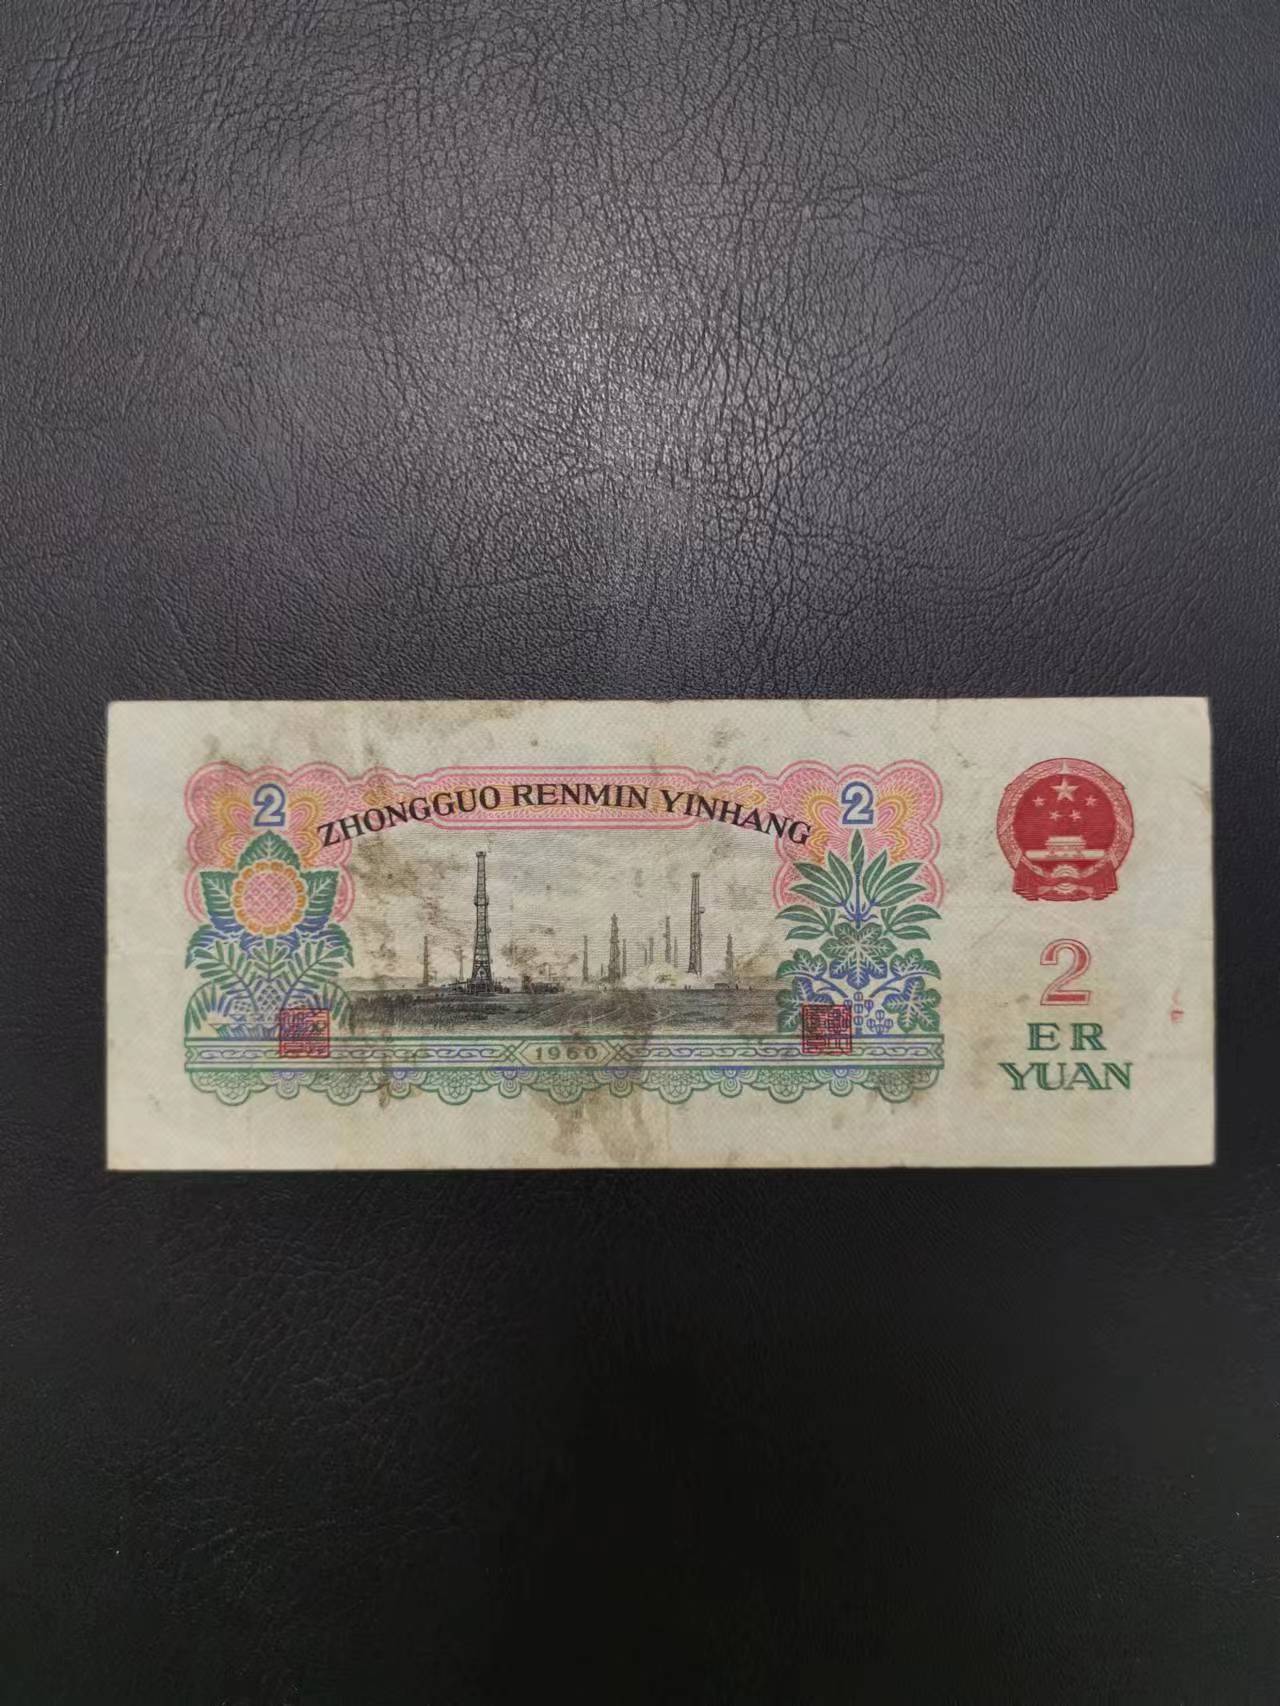 2
ZHONGGUO RENMIN YINHANG
2
1960
2
ER
YUAN